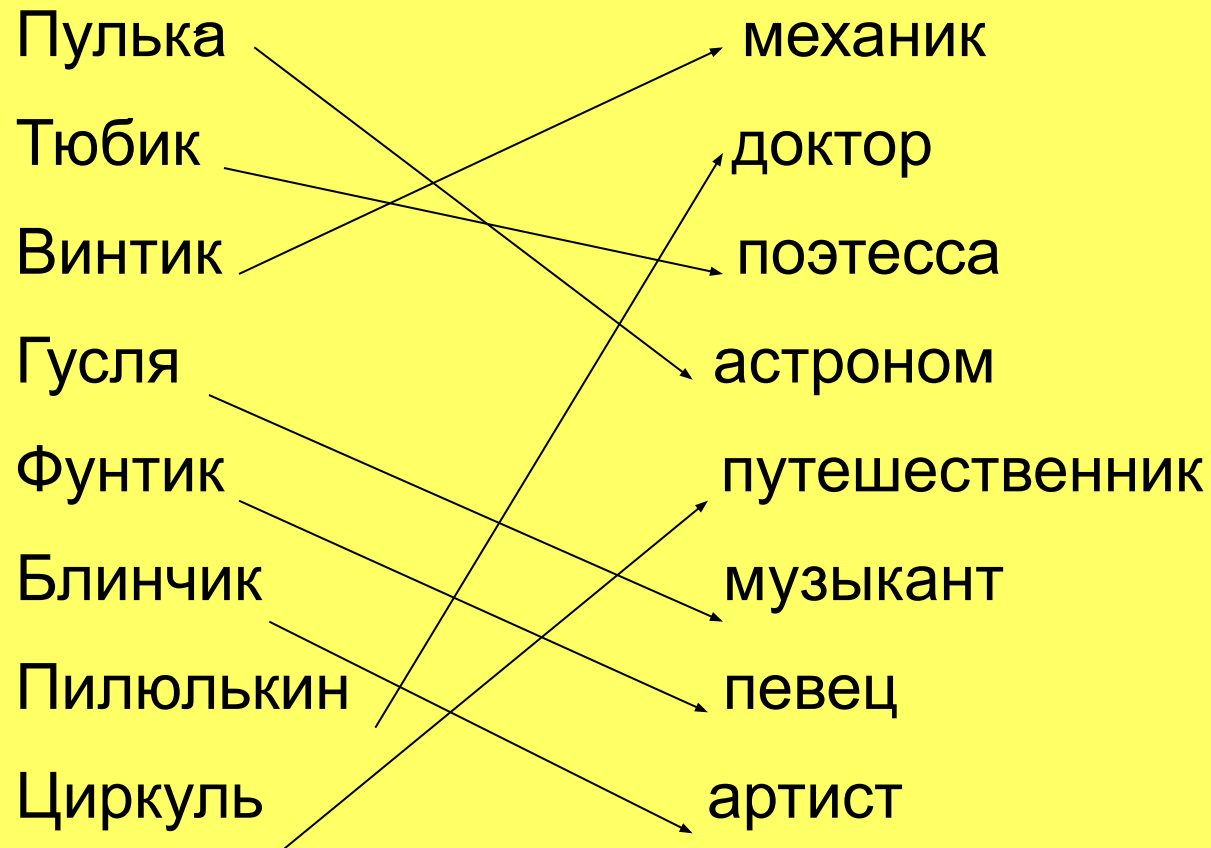 Пулька механик
Тюбик доктор
Винтик поэтесса
Гусля астроном
Фунтик путешественник
Блинчик музыкант
Пилюлькин певец
Циркуль артист